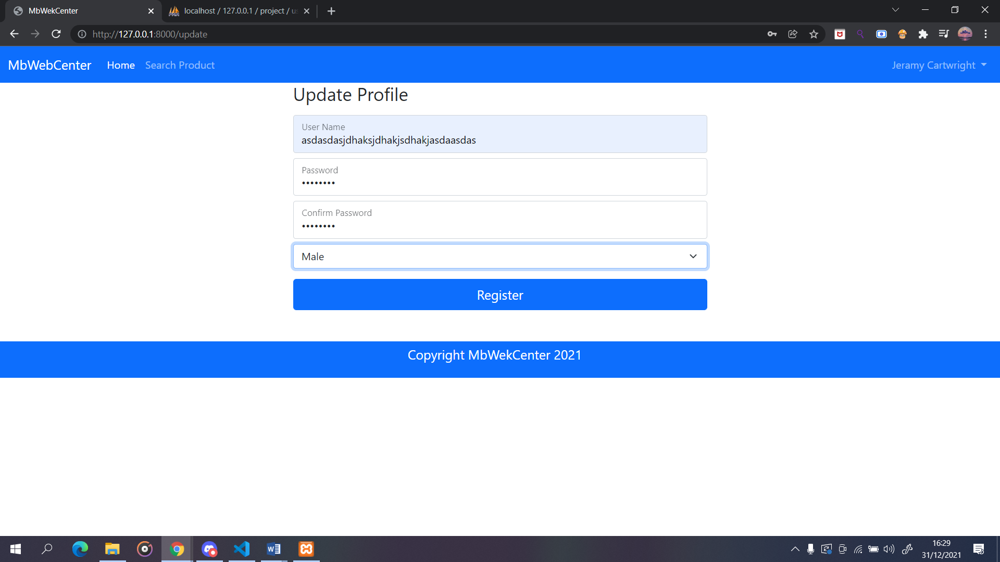 MbWekCenter
localhost / 127.0.0.1 / project /
http://127.0.0.1:8000/update
MbWebCenter Home Search Product Jeramy Cartwright
Update Profile
User Name
asdasdasjdhaksjdhakjsdhakjasdaasdas
Password
••••••••
Confirm Password
••••••••
Male
Register
Copyright MbWekCenter 2021
16:29
31/12/2021